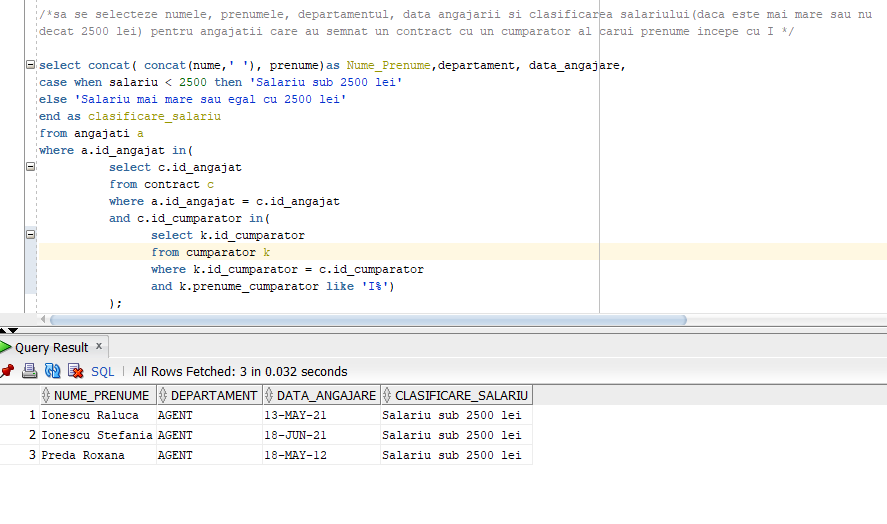 /*sa se selecteze numele, prenumele, departamentul, data angajarii si clasificarea salariului(daca este mai mare sau nu
decat 2500 lei) pentru angajatii care au semnat un contract cu un cumparator al carui prenume incepe cu I */
select concat( concat(nume,' '), prenume)as Nume_Prenume,departament, data_angajare,
case when salariu < 2500 then 'Salariu sub 2500 lei'
else 'Salariu mai mare sau egal cu 2500 lei'
end as clasificare_salariu
from angajati a
where a.id_angajat in(
select c.id_angajat
from contract c
where a.id_angajat = c.id_angajat
and c.id_cumparator in(
select k.id_cumparator
from cumparator k
where k.id_cumparator = c.id_cumparator
and k.prenume_cumparator like 'I%')
);
Query Result x
SQL | All Rows Fetched: 3 in 0.032 seconds
NUME_PRENUME DEPARTAMENT DATA_ANGAJARE CLASIFICARE_SALARIU
1 Ionescu Raluca AGENT 13-MAY-21 Salariu sub 2500 lei
2 Ionescu Stefania AGENT 18-JUN-21 Salariu sub 2500 lei
3 Preda Roxana AGENT 18-MAY-12 Salariu sub 2500 lei